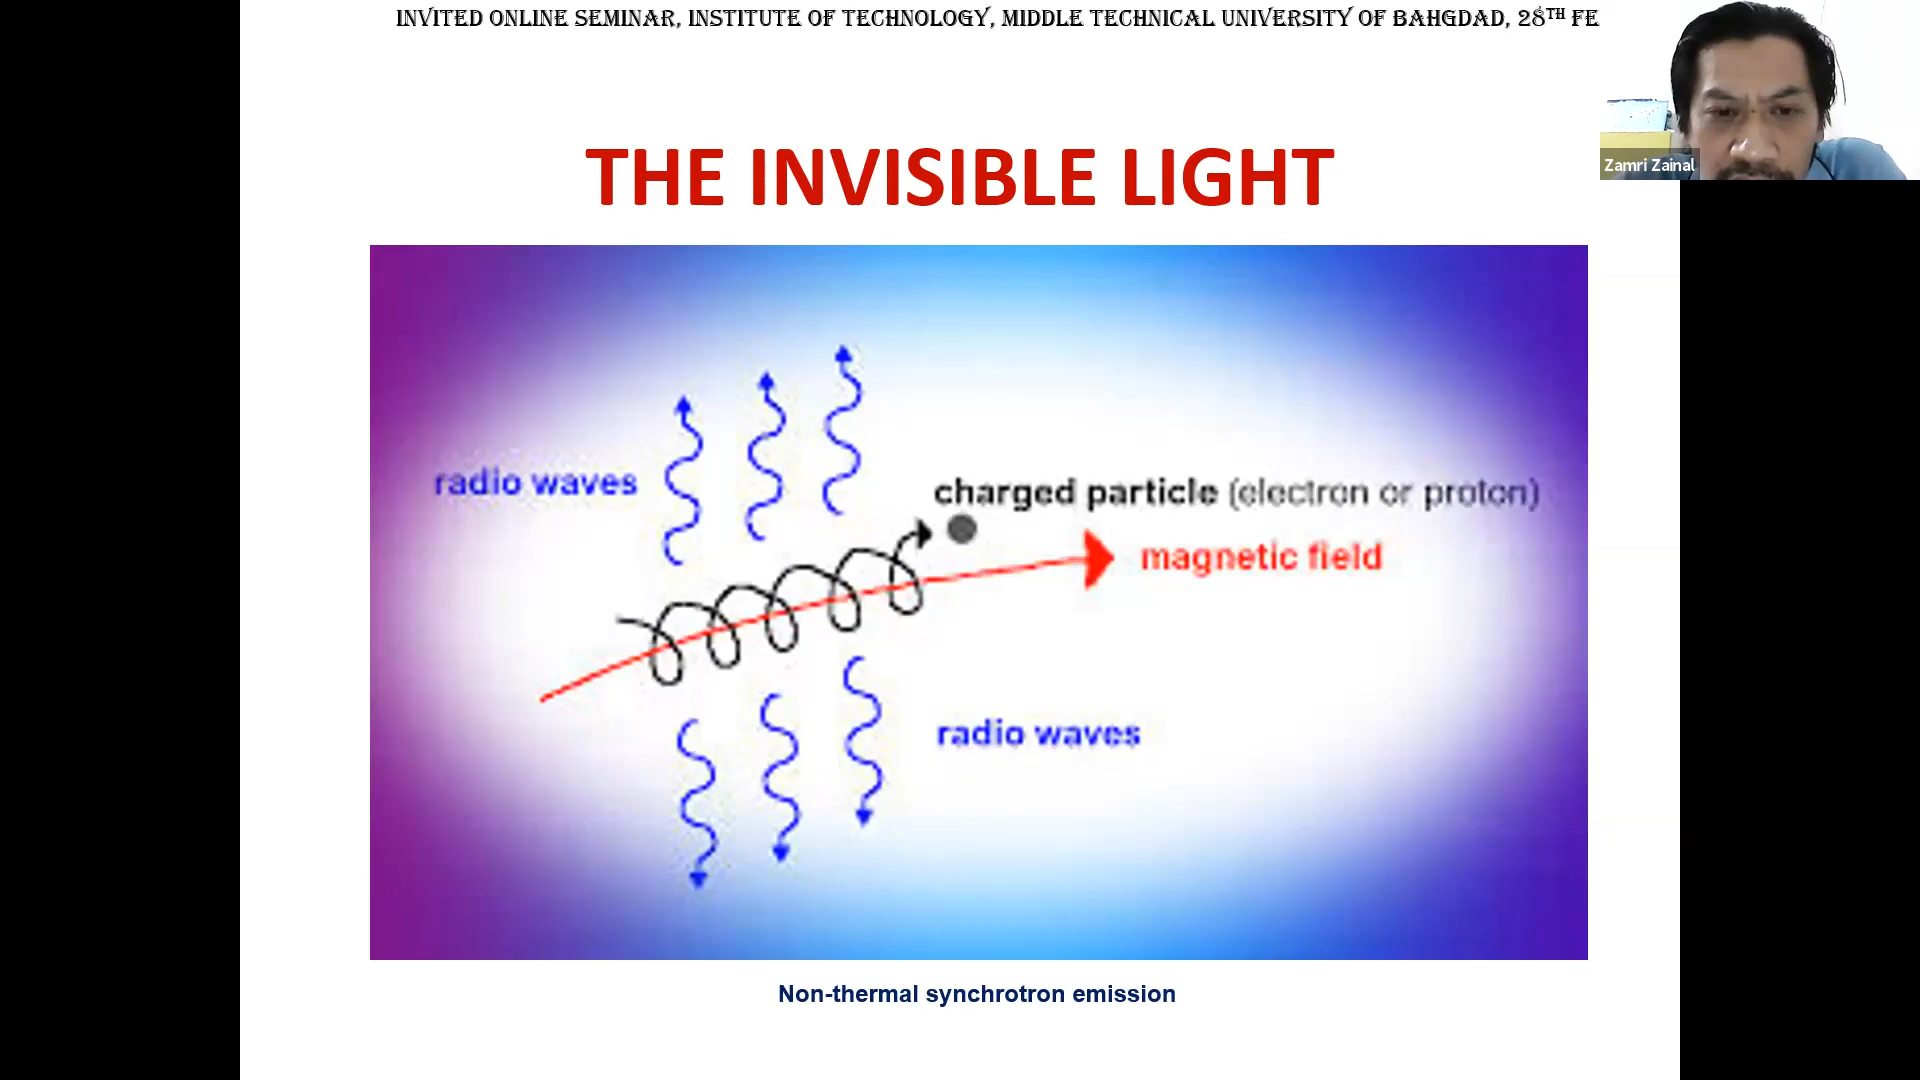 INVITED ONLINE SEMINAR, INSTITUTE OF TECHNOLOGY, MIDDLE TECHNICAL UNIVERSITY OF BAHGDAD, 28TH FE
Zamri Zainal
THE INVISIBLE LIGHT
radio waves
charged particle (electron or proton)
magnetic field
radio waves
Non-thermal synchrotron emission